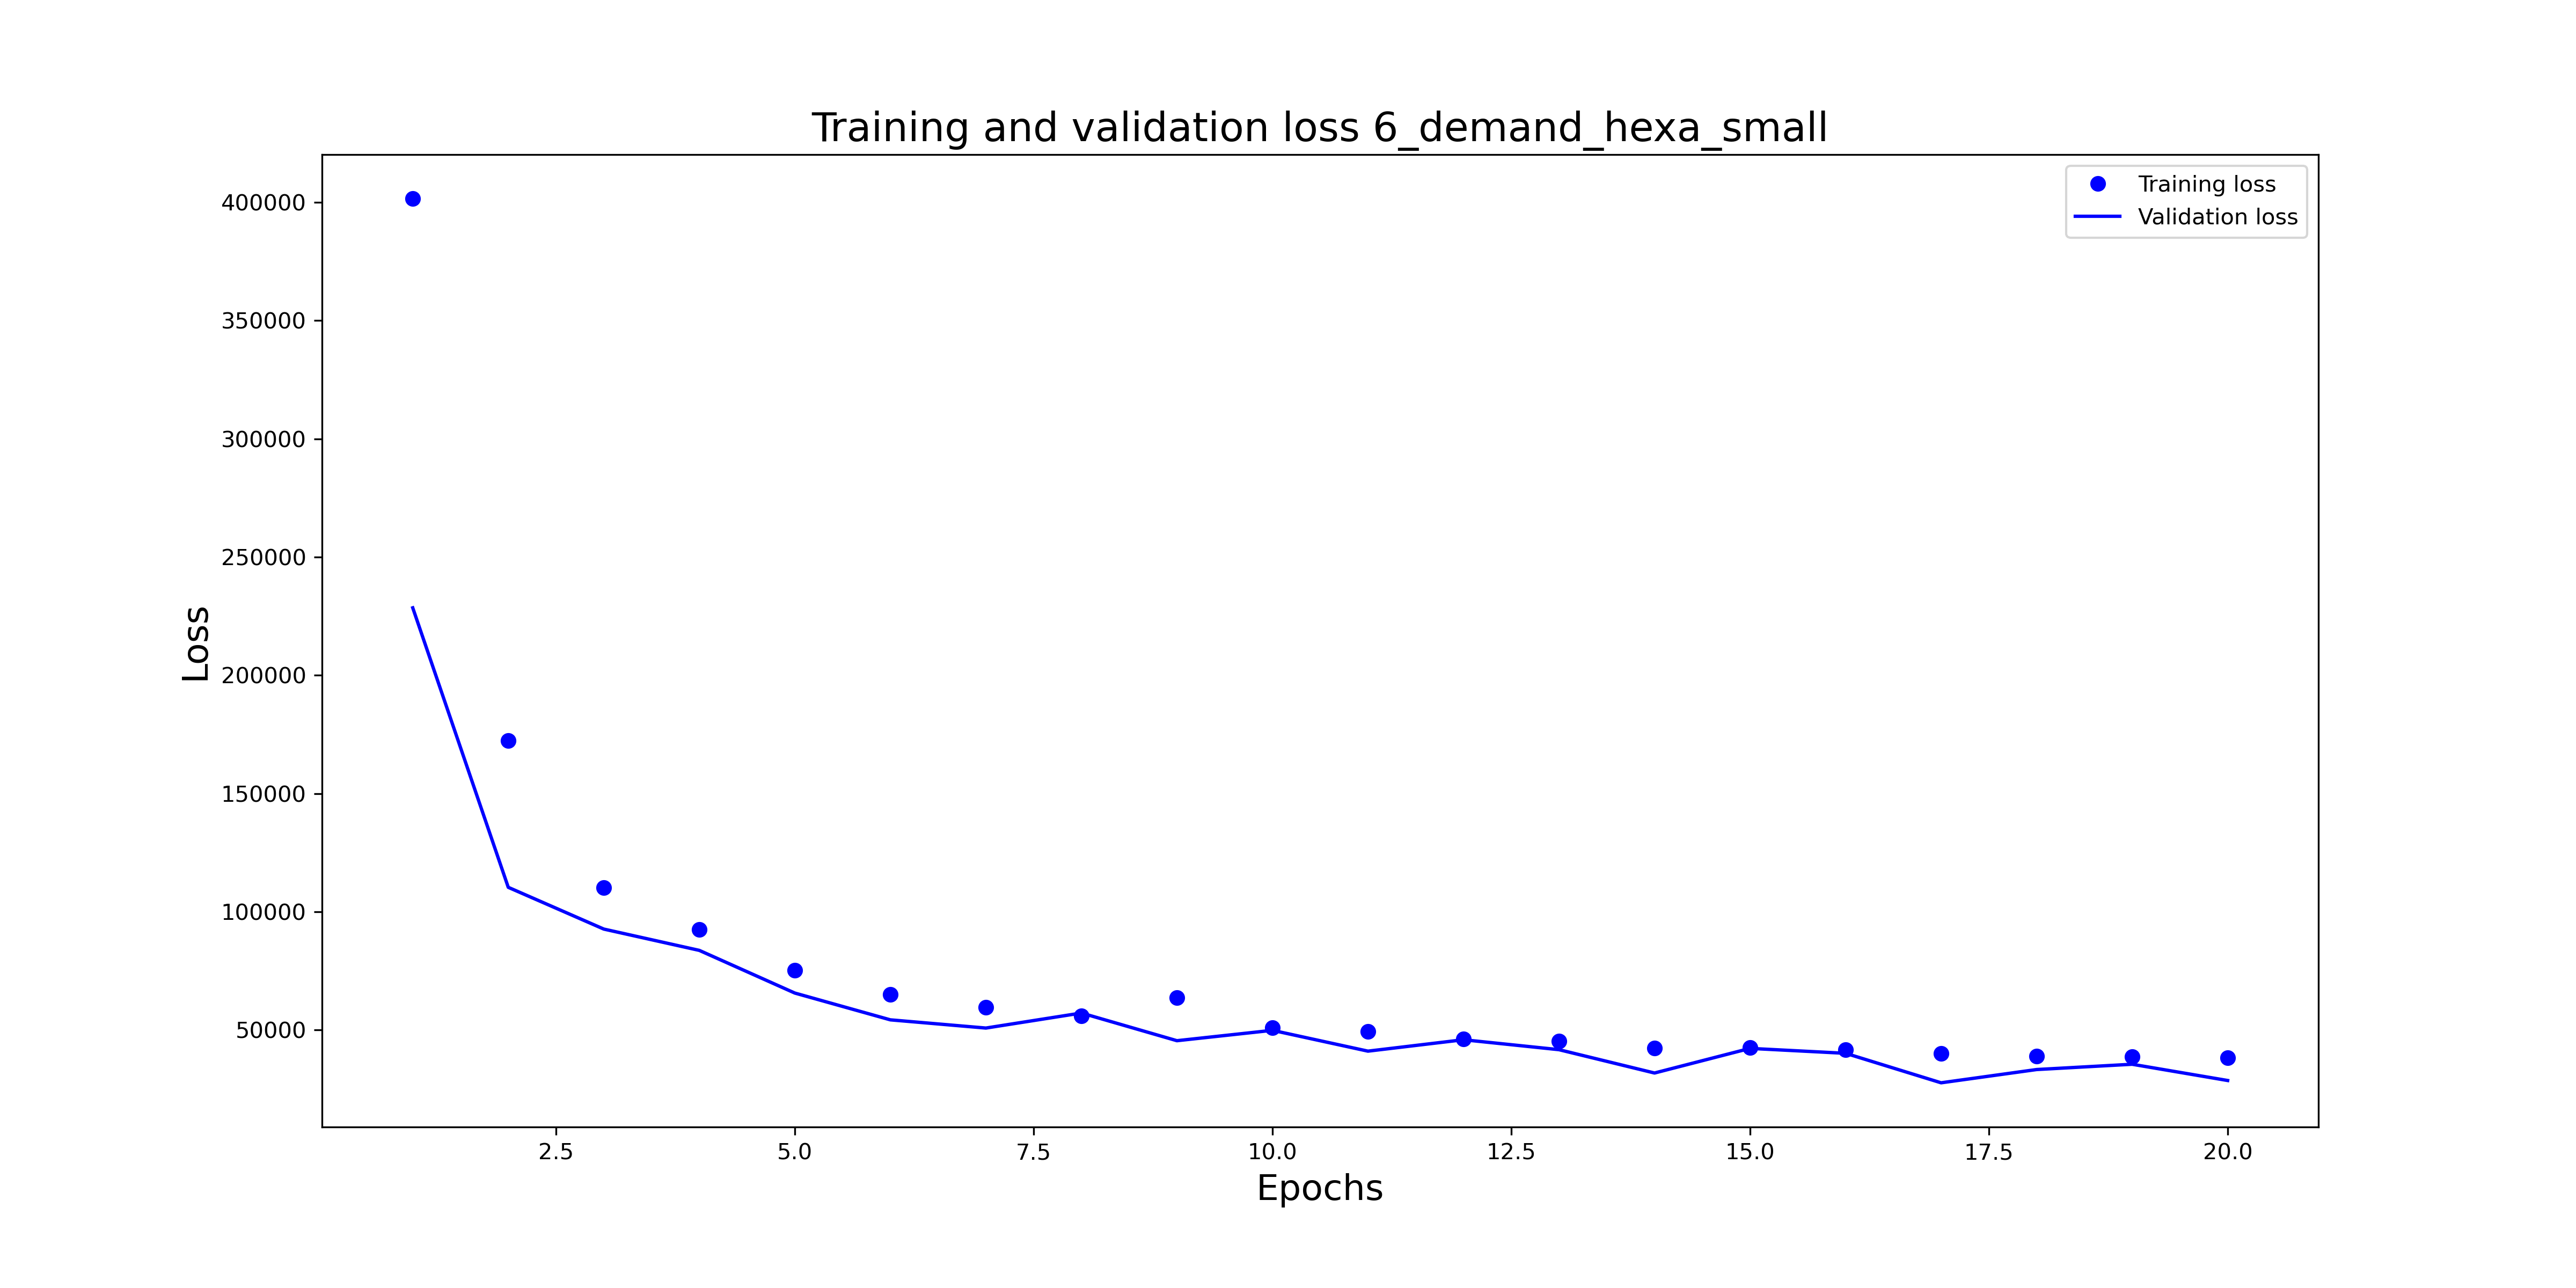 Training and validation loss 6_demand_hexa_small
Training loss
Validation loss
400000
350000
300000
250000
200000
150000
100000
50000
Loss
2.5 5.0 7.5 10.0 12.5 15.0 17.5 20.0
Epochs